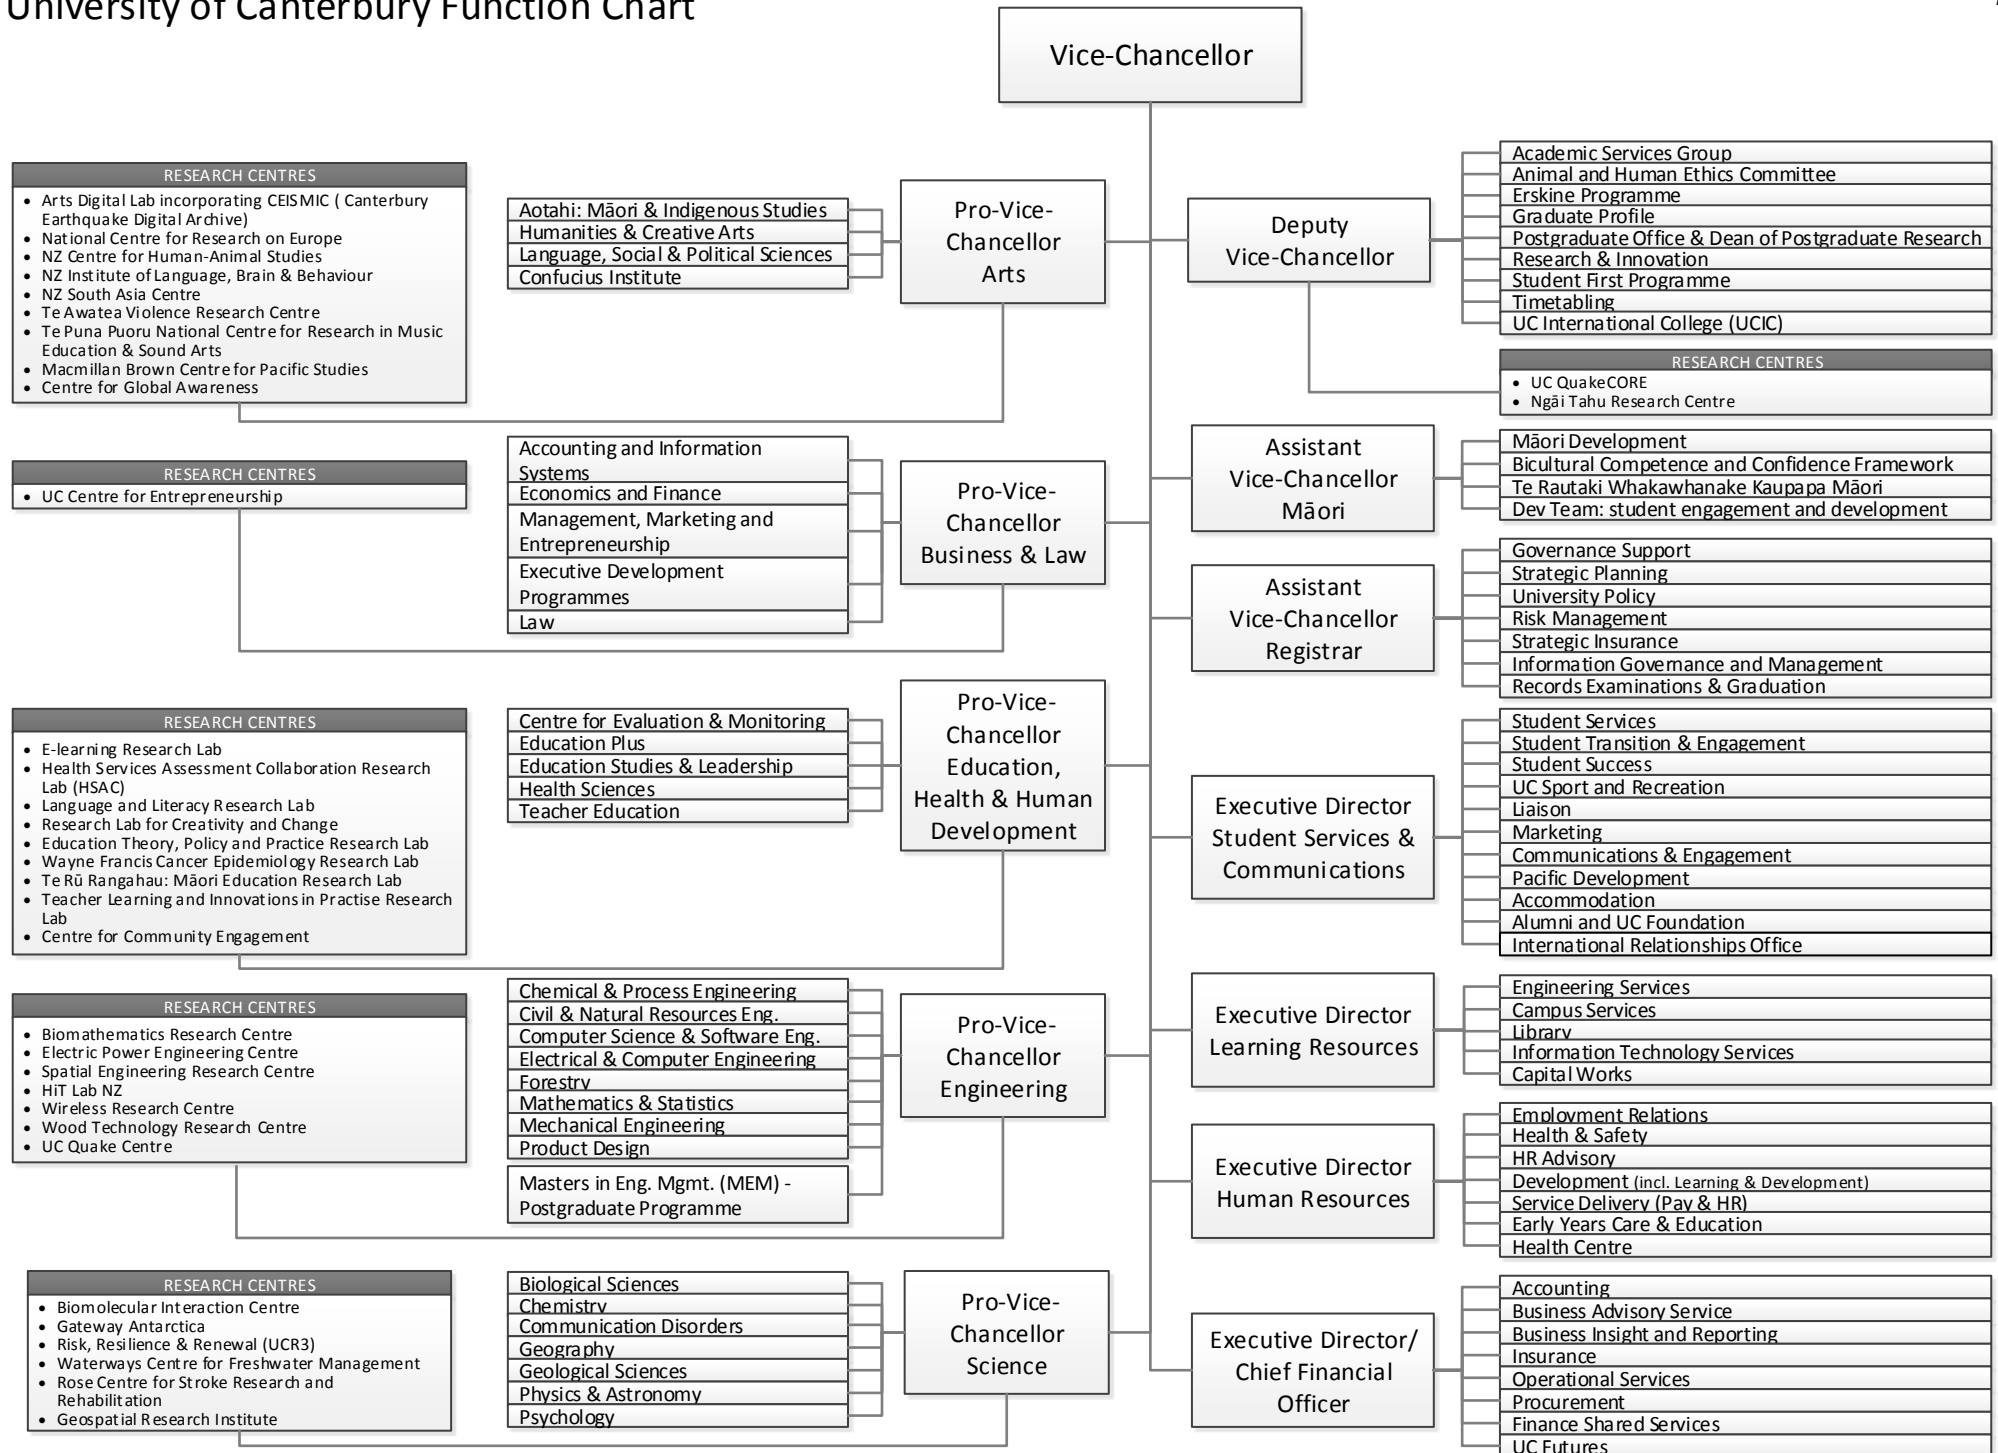 University of Canterbury Function Chart
Vice-Chancellor
RESEARCH CENTRES
• Arts Digital Lab incorporating CEISMIC ( Canterbury
Earthquake Digital Archive)
• National Centre for Research on Europe
• NZ Centre for Human-Animal Studies
• NZ Institute of Language, Brain & Behaviour
• NZ South Asia Centre
• Te Awatea Violence Research Centre
• Te Puna Puoru National Centre for Research in Music
Education & Sound Arts
• Macmillan Brown Centre for Pacific Studies
• Centre for Global Awareness
Aotahi: Māori & Indigenous Studies
Humanities & Creative Arts
Language, Social & Political Sciences
Confucius Institute
Pro-Vice-
Chancellor
Arts
RESEARCH CENTRES
• UC Centre for Entrepreneurship
Accounting and Information
Systems
Economics and Finance
Management, Marketing and
Entrepreneurship
Executive Development
Programmes
Law
Pro-Vice-
Chancellor
Business & Law
RESEARCH CENTRES
• E-learning Research Lab
• Health Services Assessment Collaboration Research
Lab (HSAC)
• Language and Literacy Research Lab
• Research Lab for Creativity and Change
• Education Theory, Policy and Practice Research Lab
• Wayne Francis Cancer Epidemiology Research Lab
• Te Rū Rangahau: Māori Education Research Lab
• Teacher Learning and Innovations in Practise Research
Lab
• Centre for Community Engagement
Centre for Evaluation & Monitoring
Education Plus
Education Studies & Leadership
Health Sciences
Teacher Education
Pro-Vice-
Chancellor
Education,
Health & Human
Development
RESEARCH CENTRES
• Biomathematics Research Centre
• Electric Power Engineering Centre
• Spatial Engineering Research Centre
• HiT Lab NZ
• Wireless Research Centre
• Wood Technology Research Centre
• UC Quake Centre
Chemical & Process Engineering
Civil & Natural Resources Eng.
Computer Science & Software Eng.
Electrical & Computer Engineering
Forestry
Mathematics & Statistics
Mechanical Engineering
Product Design
Masters in Eng. Mgmt. (MEM) -
Postgraduate Programme
Pro-Vice-
Chancellor
Engineering
RESEARCH CENTRES
• Biomolecular Interaction Centre
• Gateway Antarctica
• Risk, Resilience & Renewal (UCR3)
• Waterways Centre for Freshwater Management
• Rose Centre for Stroke Research and
Rehabilitation
• Geospatial Research Institute
Biological Sciences
Chemistry
Communication Disorders
Geography
Geological Sciences
Physics & Astronomy
Psychology
Pro-Vice-
Chancellor
Science
Deputy
Vice-Chancellor
Academic Services Group
Animal and Human Ethics Committee
Erskine Programme
Graduate Profile
Postgraduate Office & Dean of Postgraduate Research
Research & Innovation
Student First Programme
Timetabling
UC International College (UCIC)
RESEARCH CENTRES
• UC QuakeCORE
• Ngāi Tahu Research Centre
Assistant
Vice-Chancellor
Māori
Māori Development
Bicultural Competence and Confidence Framework
Te Rautaki Whakawhanake Kaupapa Māori
Dev Team: student engagement and development
Assistant
Vice-Chancellor
Registrar
Governance Support
Strategic Planning
University Policy
Risk Management
Strategic Insurance
Information Governance and Management
Records Examinations & Graduation
Executive Director
Student Services &
Communications
Student Services
Student Transition & Engagement
Student Success
UC Sport and Recreation
Liaison
Marketing
Communications & Engagement
Pacific Development
Accommodation
Alumni and UC Foundation
International Relationships Office
Executive Director
Learning Resources
Engineering Services
Campus Services
Library
Information Technology Services
Capital Works
Executive Director
Human Resources
Employment Relations
Health & Safety
HR Advisory
Development (incl. Learning & Development)
Service Delivery (Pay & HR)
Early Years Care & Education
Health Centre
Executive Director/
Chief Financial
Officer
Accounting
Business Advisory Service
Business Insight and Reporting
Insurance
Operational Services
Procurement
Finance Shared Services
UC Futures